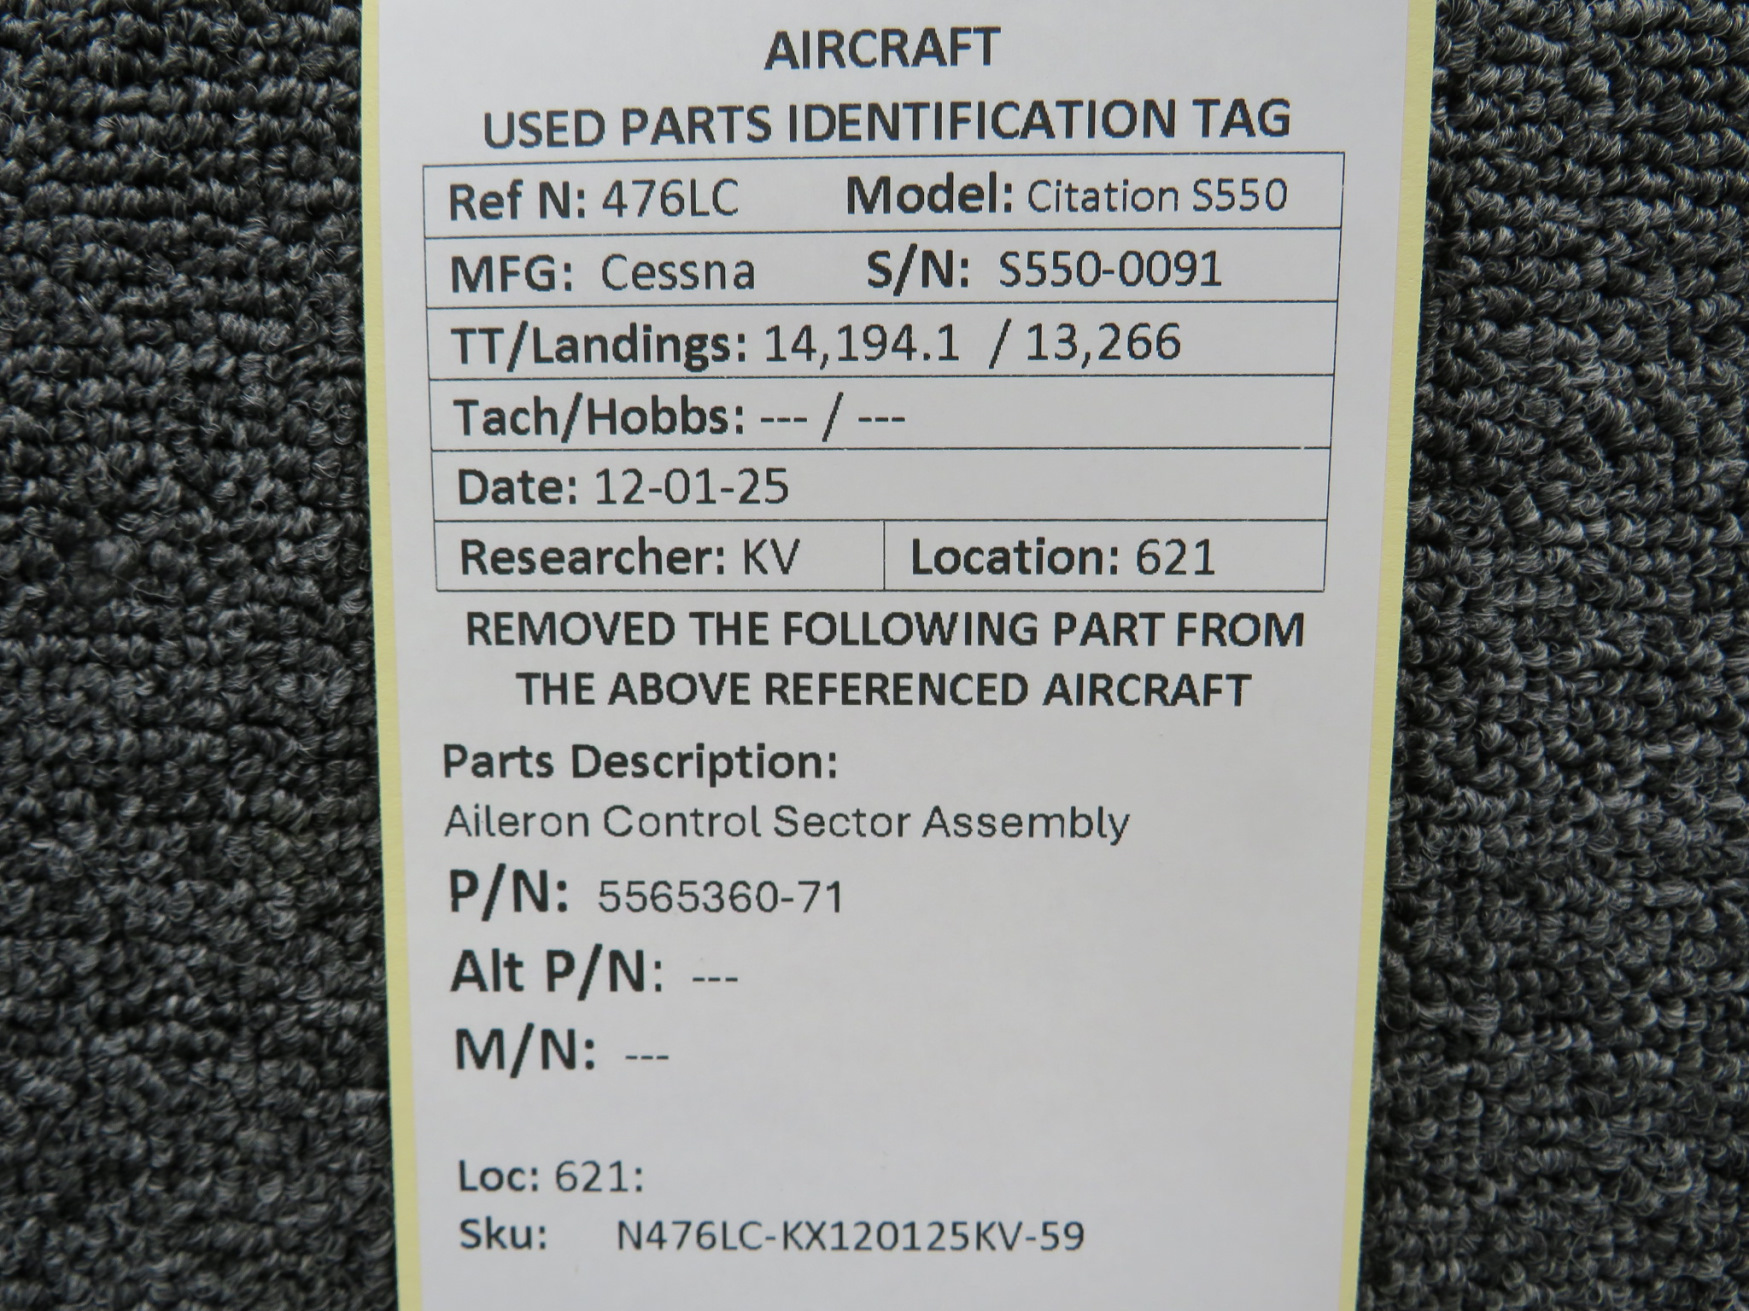 AIRCRAFT
USED PARTS IDENTIFICATION TAG
Ref N: 476LC Model: Citation S550
MFG: Cessna S/N: S550-0091
TT/Landings: 14,194.1 / 13,266
Tach/Hobbs: --- / ---
Date: 12-01-25
Researcher: KV Location: 621
REMOVED THE FOLLOWING PART FROM
THE ABOVE REFERENCED AIRCRAFT
Parts Description:
Aileron Control Sector Assembly
P/N: 5565360-71
Alt P/N: ---
M/N: ---
Loc: 621:
Sku: N476LC-KX120125KV-59